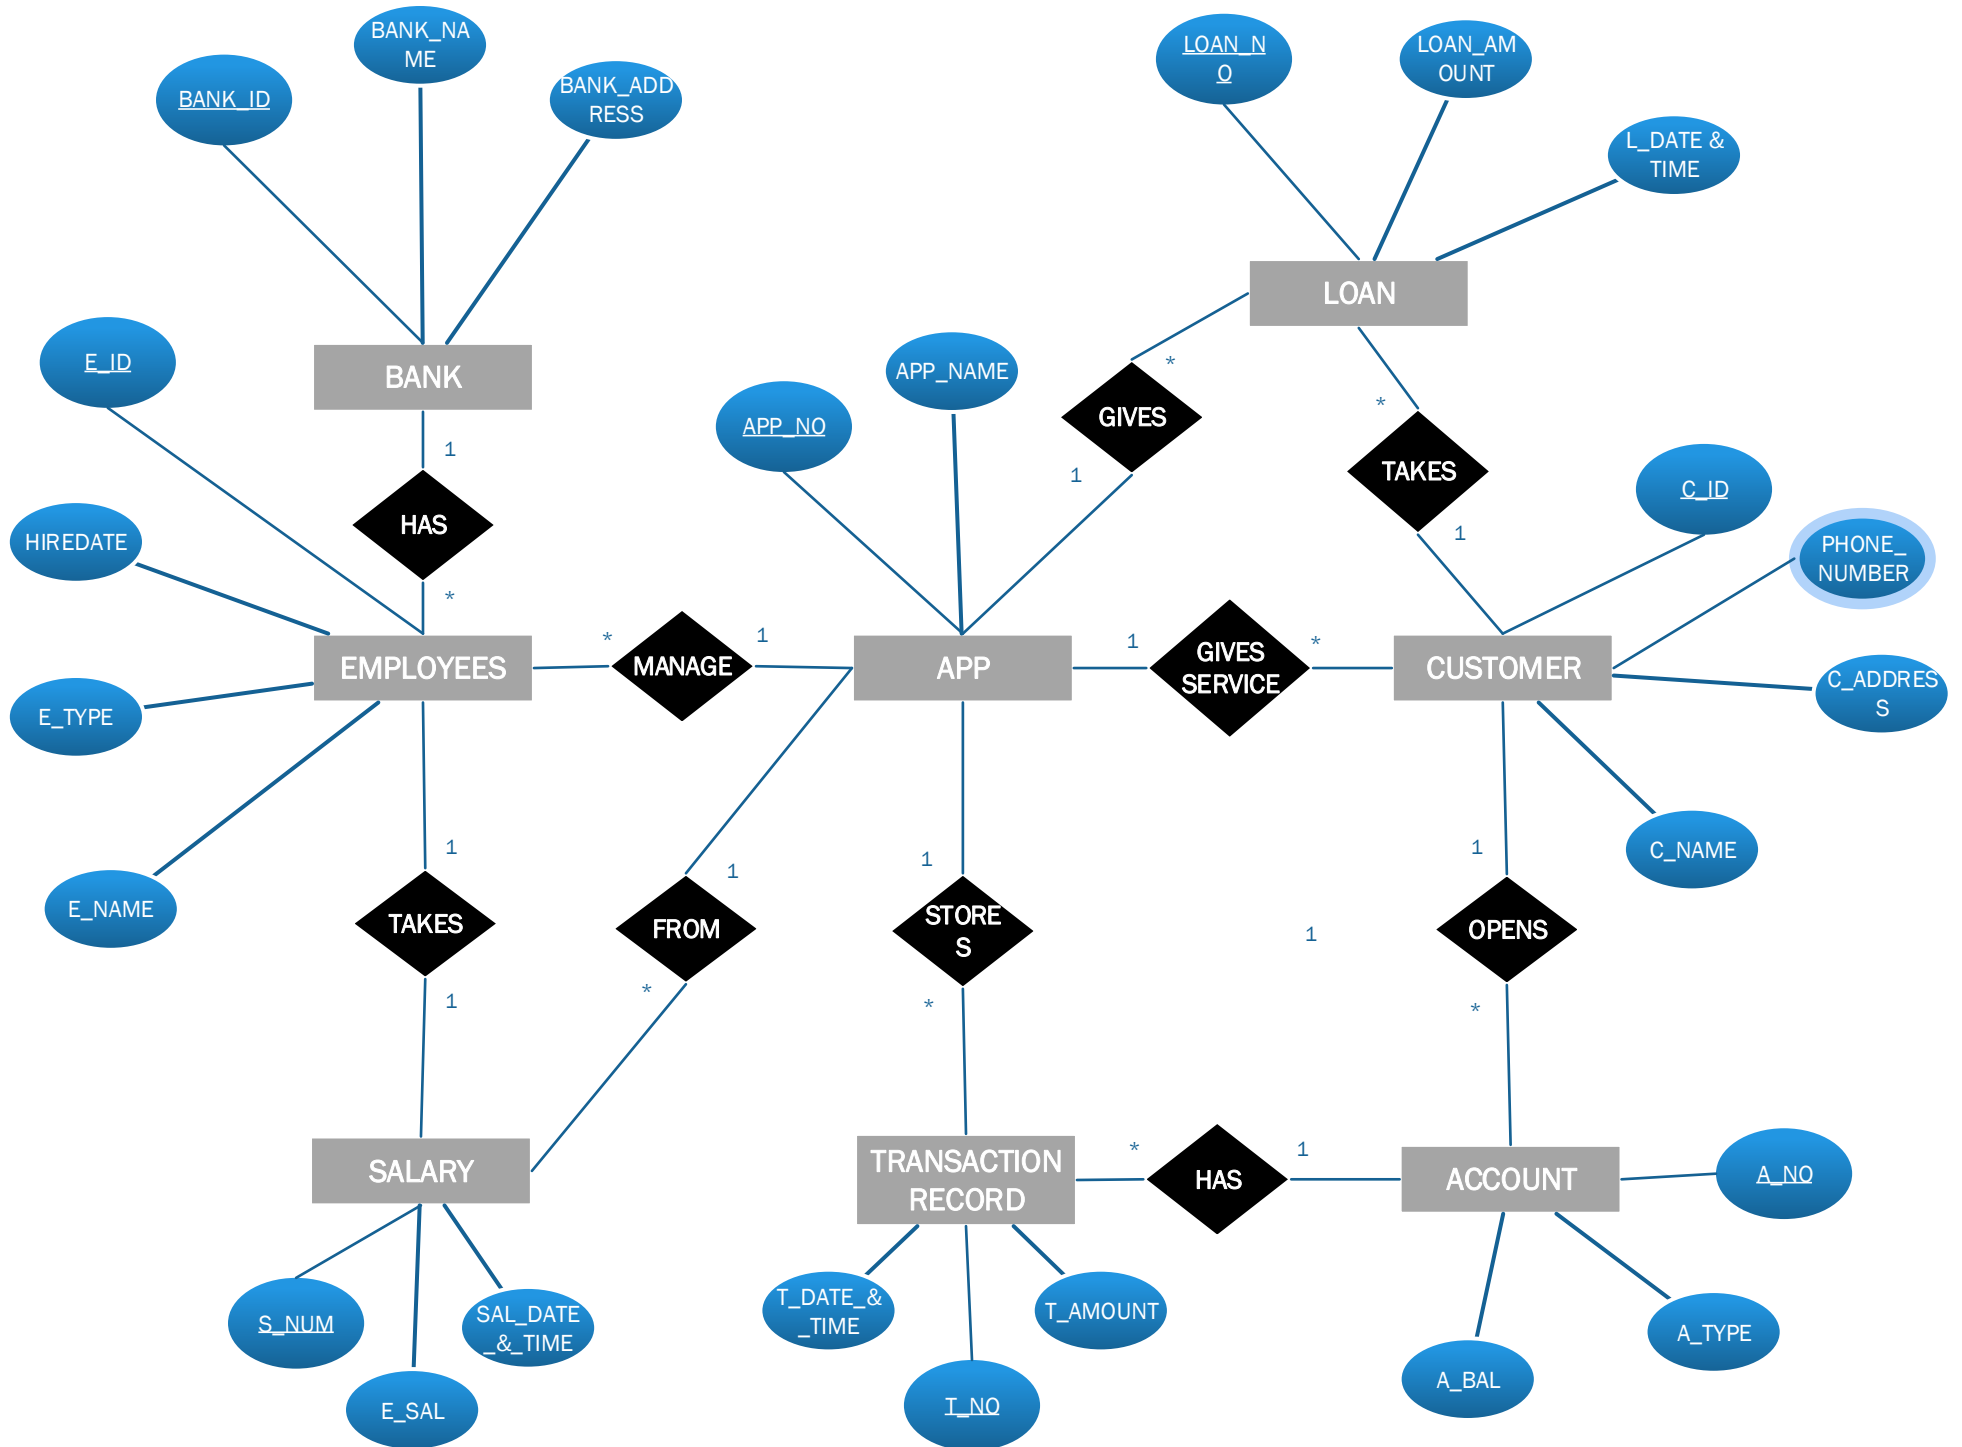 BANK_NA
ME
BANK_ID
BANK_ADD
RESS
LOAN_N
O
LOAN_AM
OUNT
L_DATE &
TIME
LOAN
E_ID
BANK
APP_NAME
APP_NO
*
GIVES
*
1
1
TAKES
C_ID
HAS
HIREDATE
1
PHONE_
NUMBER
*
*
MANAGE
1
1
GIVES
SERVICE
*
EMPLOYEES
APP
CUSTOMER
C_ADDRES
S
E_TYPE
1
1
1
1
C_NAME
E_NAME
TAKES
FROM
STORE
S
1
OPENS
1
*
*
*
*
1
SALARY
TRANSACTION
RECORD
HAS
ACCOUNT
A_NO
S_NUM
SAL_DATE
_&_TIME
T_DATE_&
_TIME
T_AMOUNT
A_TYPE
E_SAL
T_NO
A_BAL